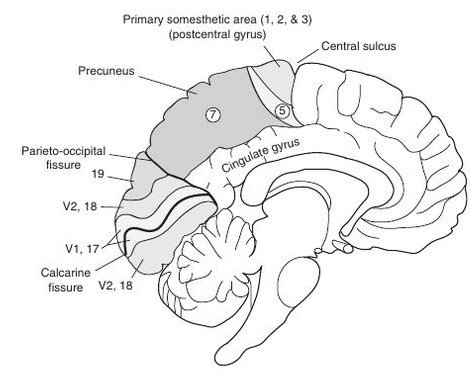 Primary somesthetic area (1, 2, & 3)
(postcentral gyrus)
Central sulcus
Precuneus
7
5
Parieto-occipital
fissure
Cingulate gyrus
19
V2, 18
V1, 17
Calcarine
fissure
V2, 18